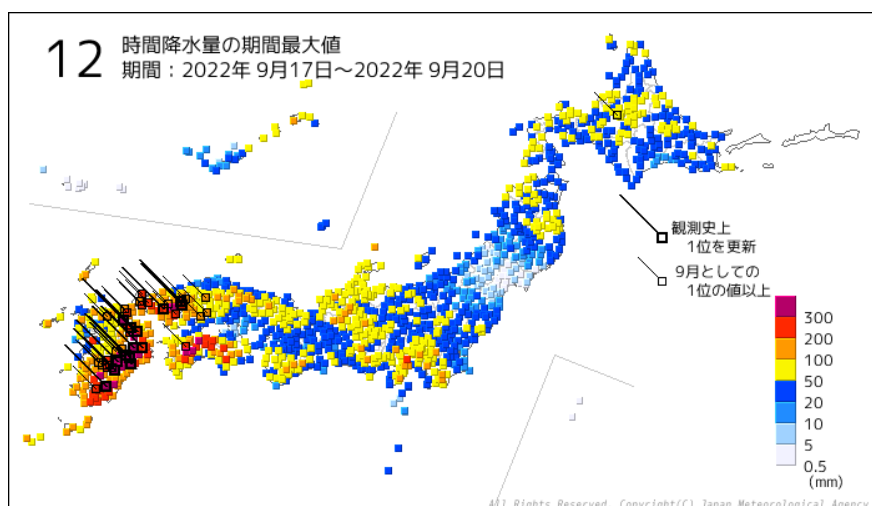 12 時間降水量の期間最大値
期間：2022年 9月17日～2022年 9月20日
観測史上
1位を更新
9月としての
1位の値以上
300
200
100
50
20
10
5
0.5
(mm)
All Rights Reserved. Copyright(C) Japan Meteorological Agency